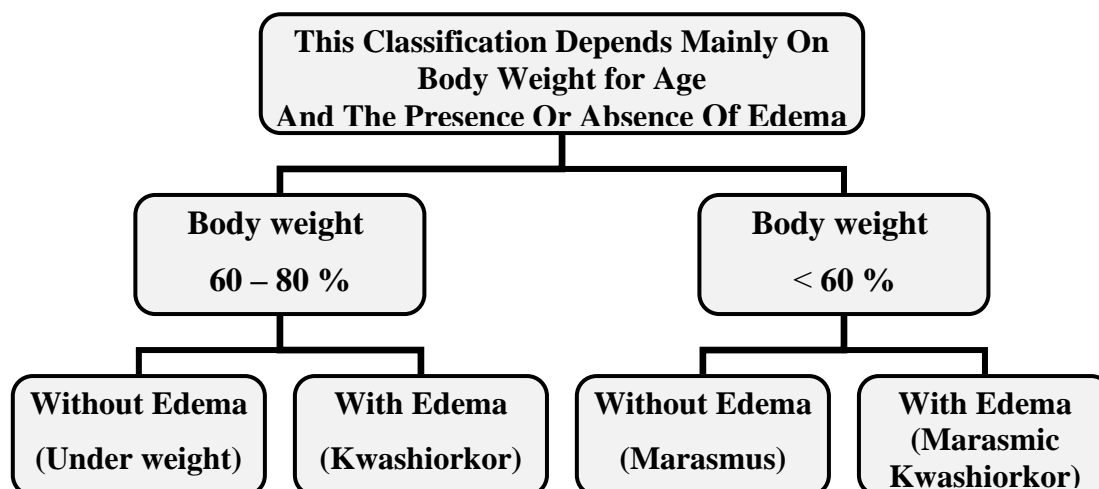 This Classification Depends Mainly On
Body Weight for Age
And The Presence Or Absence Of Edema
Body weight
60 – 80 %
Body weight
< 60 %
Without Edema
(Under weight)
With Edema
(Kwashiorkor)
Without Edema
(Marasmus)
With Edema
(Marasmic
Kwashiorkor)